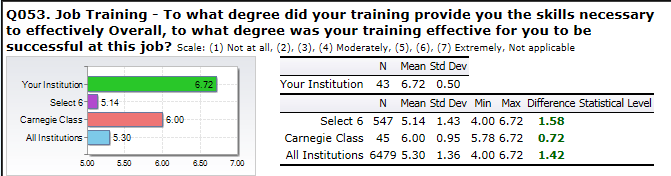 Q053. Job Training - To what degree did your training provide you the skills necessary
to effectively Overall, to what degree was your training effective for you to be
successful at this job? Scale: (1) Not at all, (2), (3), (4) Moderately, (5), (6), (7) Extremely, Not applicable
Your Institution 6.72
Select 6 5.14
Carnegie Class 6.00
All Institutions 5.30
5.00 5.50 6.00 6.50 7.00
N Mean Std Dev
Your Institution 43 6.72 0.50
N Mean Std Dev Min Max Difference Statistical Level
Select 6 547 5.14 1.43 4.00 6.72 1.58
Carnegie Class 45 6.00 0.95 5.78 6.72 0.72
All Institutions 6479 5.30 1.36 4.00 6.72 1.42